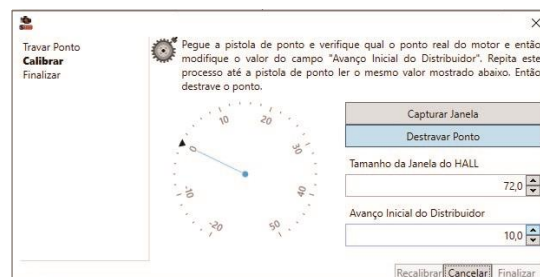 Travar Ponto
Calibrar
Finalizar
Pegue a pistola de ponto e verifique qual o ponto real do motor e então
modifique o valor do campo "Avanço Inicial do Distribuidor". Repita este
processo até a pistola de ponto ler o mesmo valor mostrado abaixo. Então
destrave o ponto.
-20
-10
0
10
20
30
40
50
Capturar Janela
Destravar Ponto
Tamanho da Janela do HALL
72,0
Avanço Inicial do Distribuidor
10,0
Recalibrar
Cancelar
Finalizar